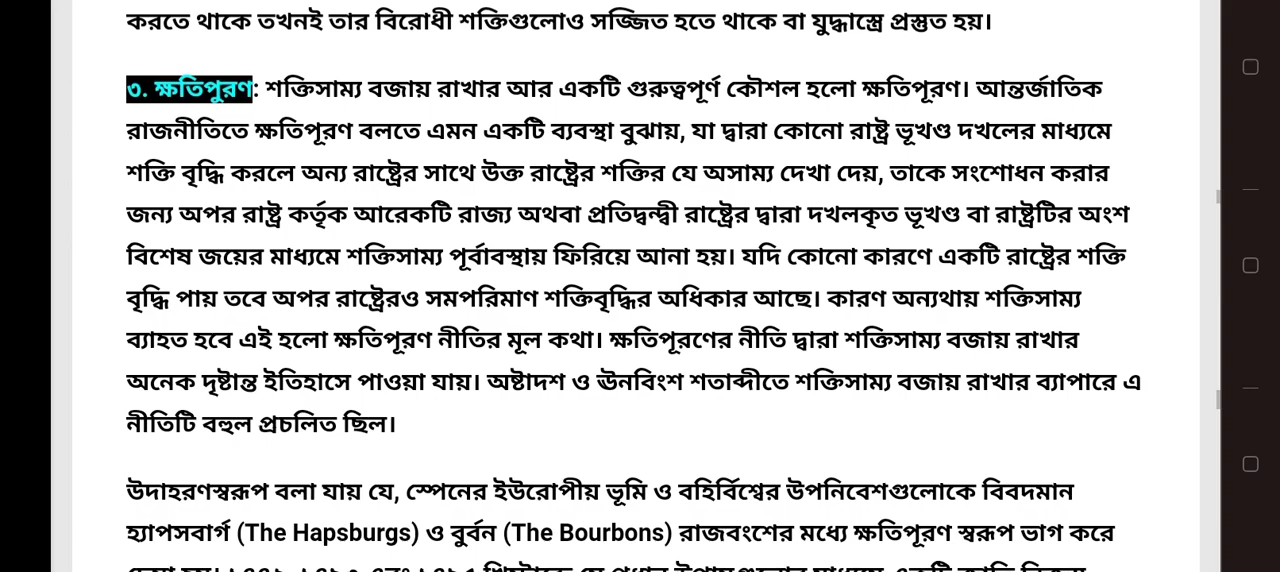 করতে থাকে তখনই তার বিরোধী শক্তিগুলোও সজ্জিত হতে থাকে বা যুদ্ধাস্ত্রে প্রস্তুত হয়।
৩. ক্ষতিপুরণ: শক্তিসাম্য বজায় রাখার আর একটি গুরুত্বপূর্ণ কৌশল হলো ক্ষতিপূরণ। আন্তর্জাতিক
রাজনীতিতে ক্ষতিপূরণ বলতে এমন একটি ব্যবস্থা বুঝায়, যা দ্বারা কোনো রাষ্ট্র ভূখণ্ড দখলের মাধ্যমে
শক্তি বৃদ্ধি করলে অন্য রাষ্ট্রের সাথে উক্ত রাষ্ট্রের শক্তির যে অসাম্য দেখা দেয়, তাকে সংশোধন করার
জন্য অপর রাষ্ট্র কর্তৃক আরেকটি রাজ্য অথবা প্রতিদ্বন্দ্বী রাষ্ট্রের দ্বারা দখলকৃত ভূখণ্ড বা রাষ্ট্রটির অংশ
বিশেষ জয়ের মাধ্যমে শক্তিসাম্য পূর্বাবস্থায় ফিরিয়ে আনা হয়। যদি কোনো কারণে একটি রাষ্ট্রের শক্তি
বৃদ্ধি পায় তবে অপর রাষ্ট্রেরও সমপরিমাণ শক্তিবৃদ্ধির অধিকার আছে। কারণ অন্যথায় শক্তিসাম্য
ব্যাহত হবে এই হলো ক্ষতিপূরণ নীতির মূল কথা। ক্ষতিপূরণের নীতি দ্বারা শক্তিসাম্য বজায় রাখার
অনেক দৃষ্টান্ত ইতিহাসে পাওয়া যায়। অষ্টাদশ ও ঊনবিংশ শতাব্দীতে শক্তিসাম্য বজায় রাখার ব্যাপারে এ
নীতিটি বহুল প্রচলিত ছিল।
উদাহরণস্বরূপ বলা যায় যে, স্পেনের ইউরোপীয় ভূমি ও বহির্বিশ্বের উপনিবেশগুলোকে বিবদমান
হ্যাপসবার্গ (The Hapsburgs) ও বুর্বন (The Bourbons) রাজবংশের মধ্যে ক্ষতিপূরণ স্বরূপ ভাগ করে